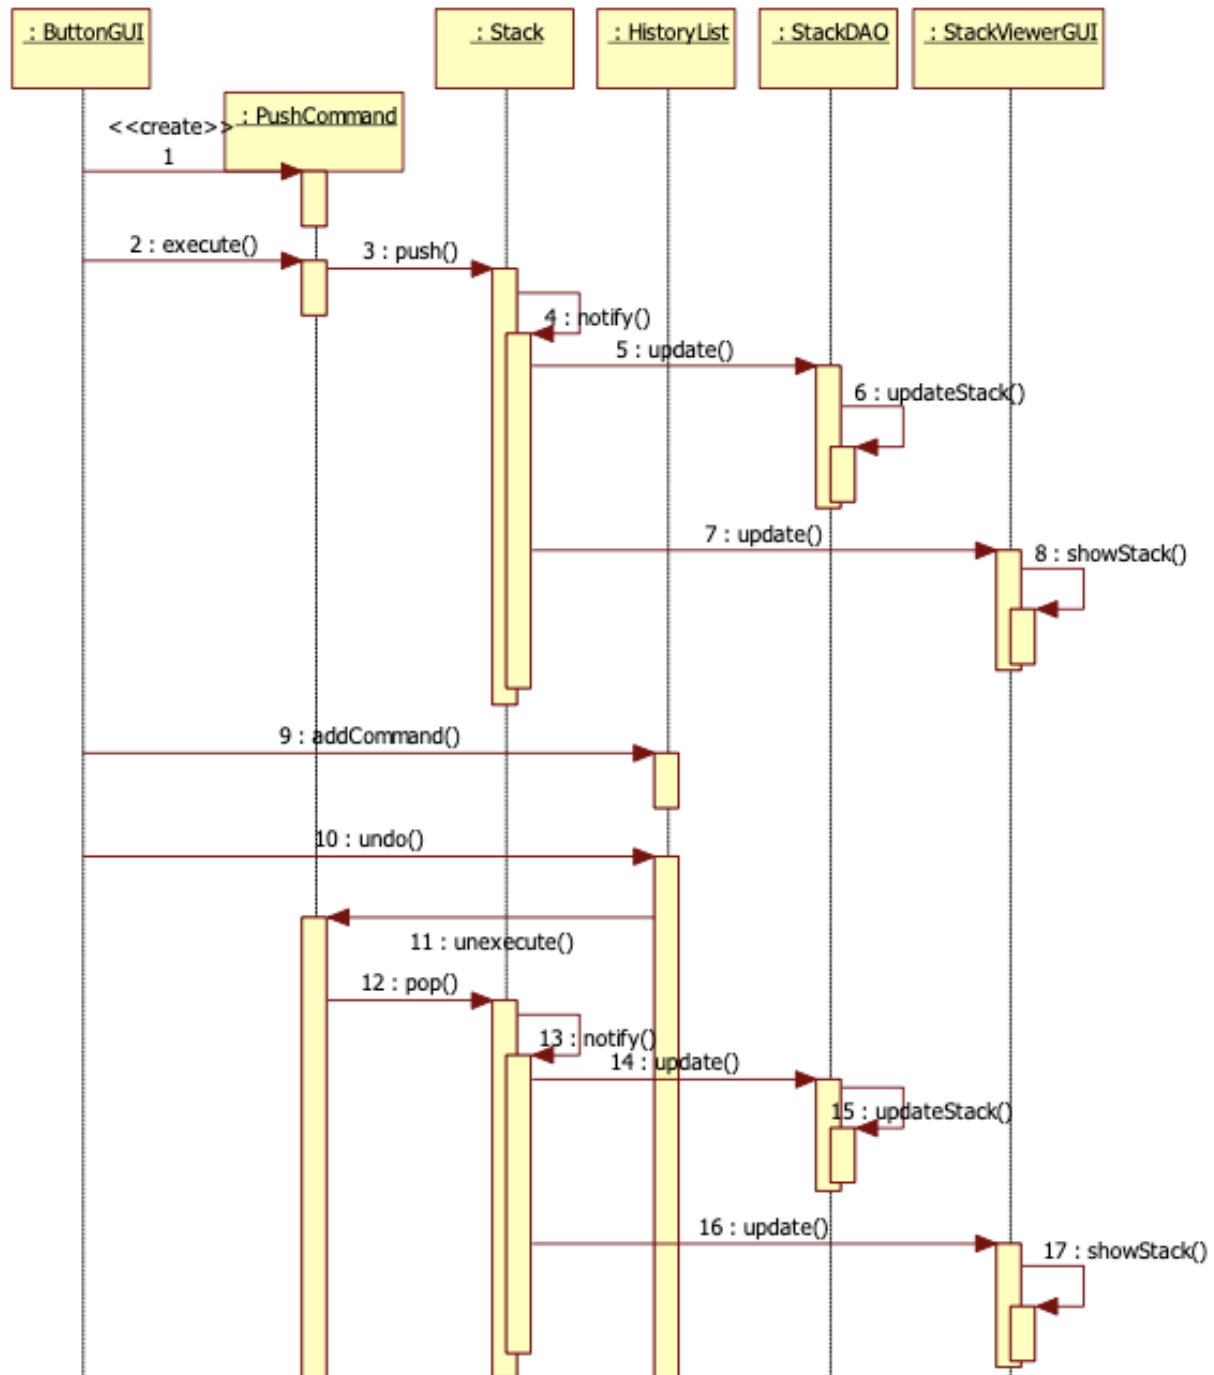 : ButtonGUI
: Stack
: HistoryList
: StackDAO
: StackViewerGUI
: PushCommand
<<create>>
1
2 : execute()
3 : push()
4 : notify()
5 : update()
6 : updateStack()
7 : update()
8 : showStack()
9 : addCommand()
10 : undo()
11 : unexecute()
12 : pop()
13 : notify()
14 : update()
15 : updateStack()
16 : update()
17 : showStack()